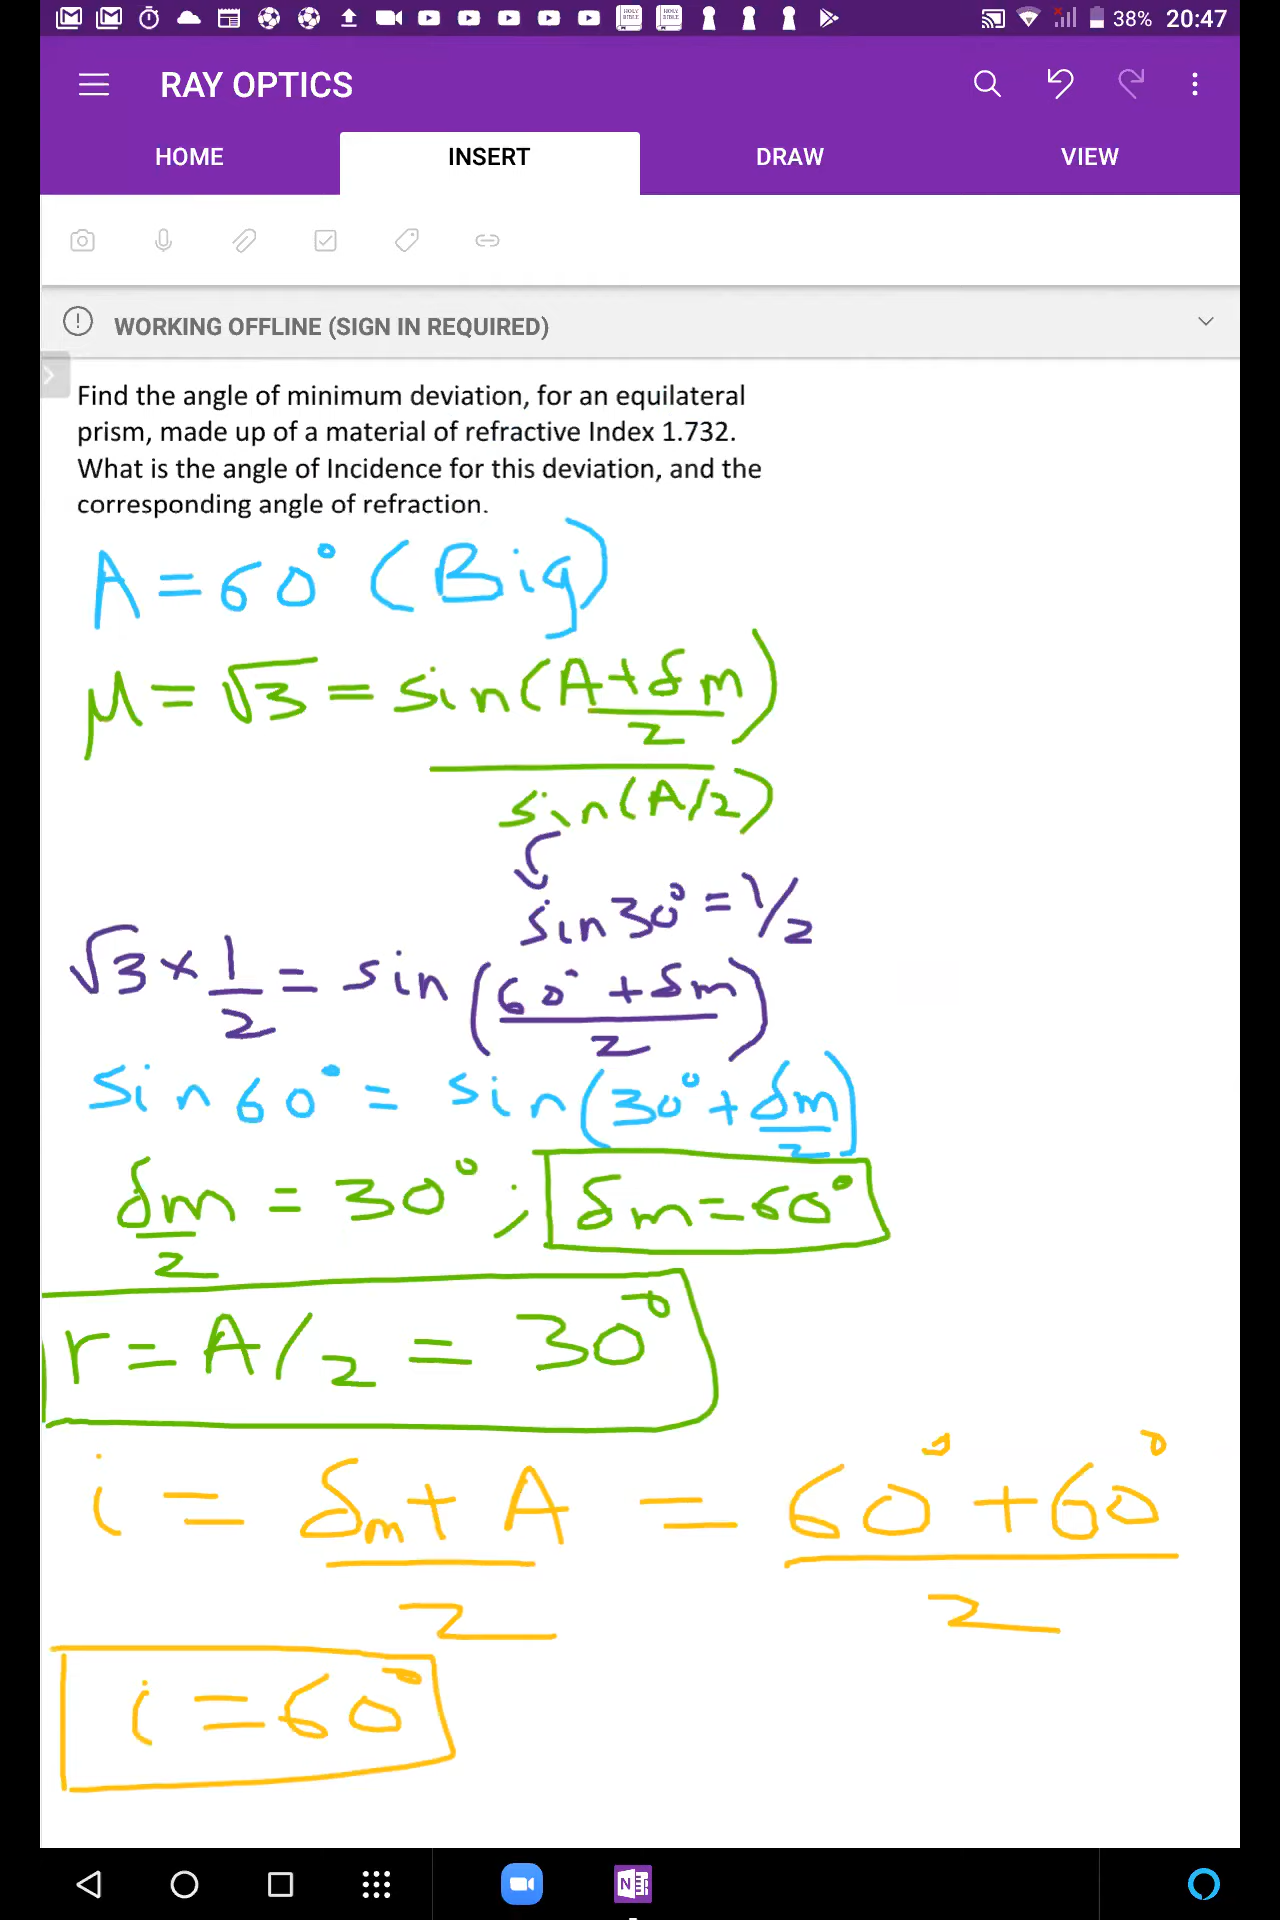 38% 20:47
RAY OPTICS
HOME INSERT DRAW VIEW
WORKING OFFLINE (SIGN IN REQUIRED)
Find the angle of minimum deviation, for an equilateral
prism, made up of a material of refractive Index 1.732.
What is the angle of Incidence for this deviation, and the
corresponding angle of refraction.
A = 60° (Big)
μ = √3 = sin(A+δm/2)
sin(A/2)
sin30° = 1/2
√3 × 1/2 = sin(60° + δm/2)
sin60° = sin(30° + δm/2)
δm/2 = 30° ; δm = 60°
r = A/2 = 30°
i = δm + A/2 = 60° + 60°/2
i = 60°